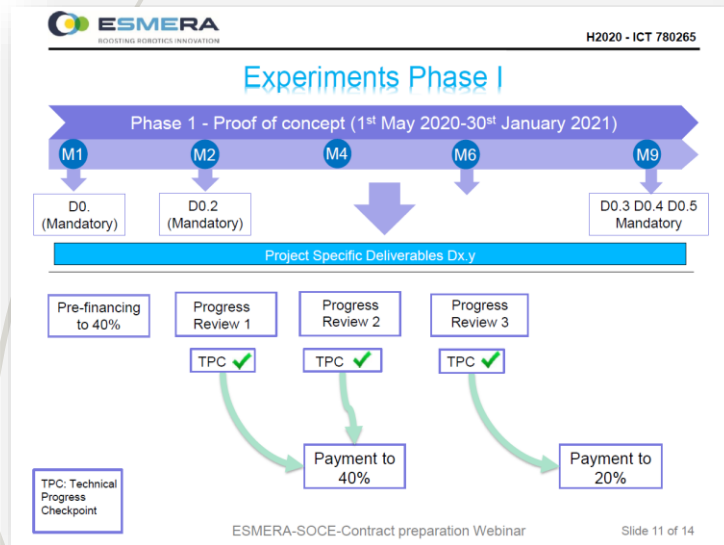 ESMERA
BOOSTING ROBOTICS INNOVATION
H2020 - ICT 780265
Experiments Phase I
Phase 1 - Proof of concept (1st May 2020-30st January 2021)
M1
M2
M4
M6
M9
D0.
(Mandatory)
D0.2
(Mandatory)
D0.3 D0.4 D0.5
Mandatory
Project Specific Deliverables Dx.y
Pre-financing
to 40%
Progress
Review 1
Progress
Review 2
Progress
Review 3
TPC
TPC
TPC
Payment to
40%
Payment to
20%
TPC: Technical
Progress
Checkpoint
ESMERA-SOCE-Contract preparation Webinar
Slide 11 of 14